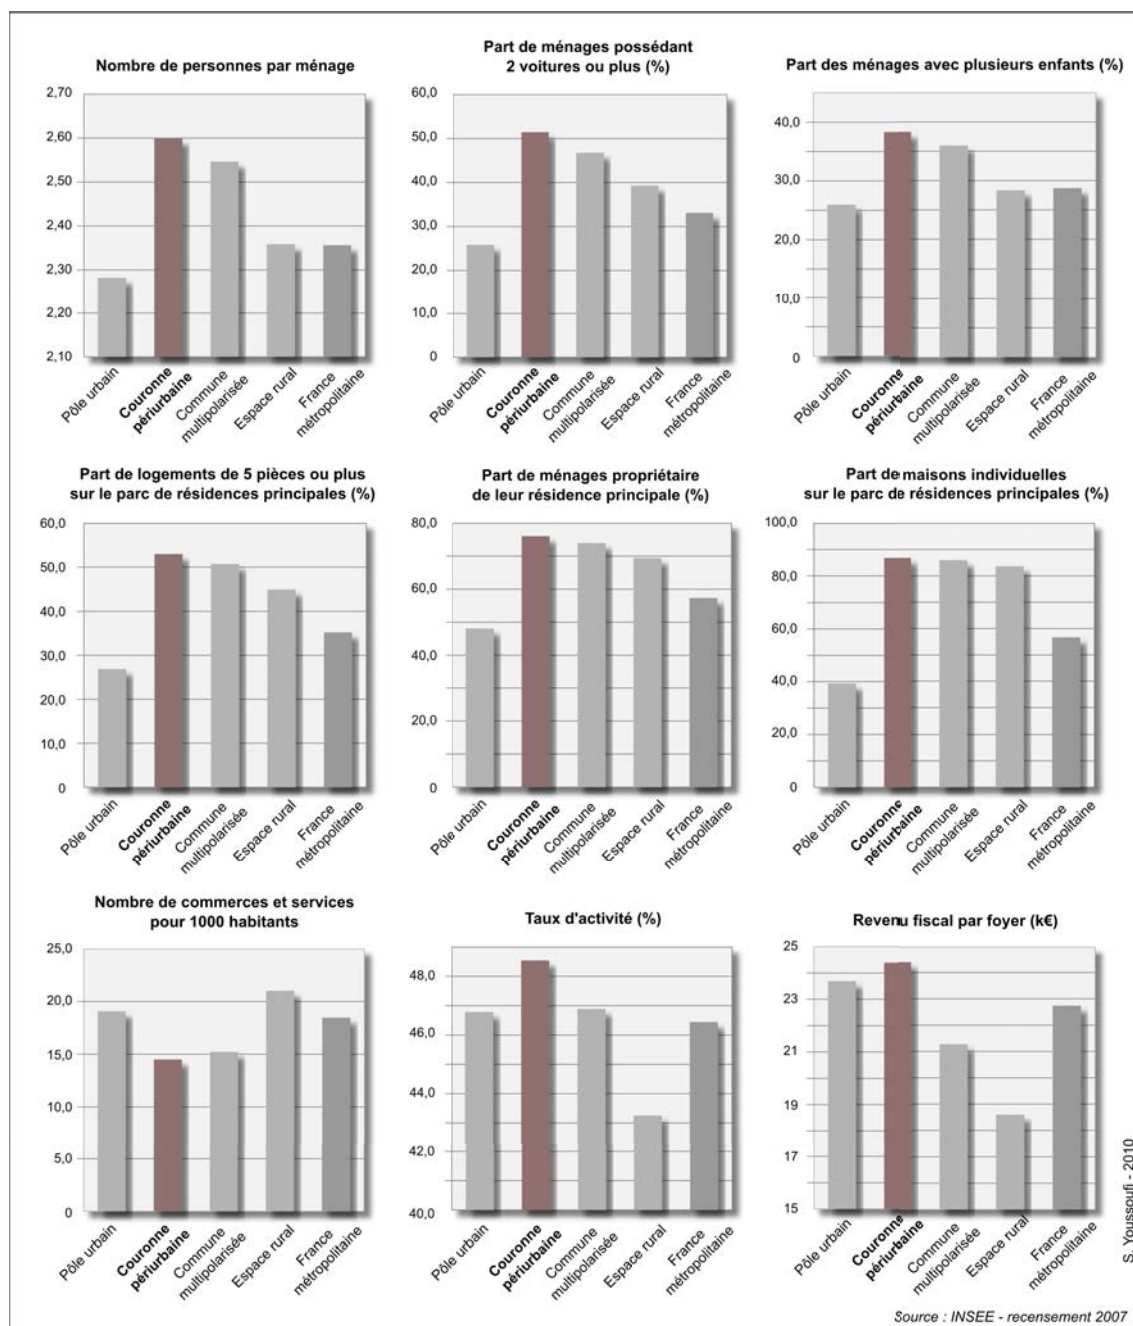 Nombre de personnes par ménage
2,70
2,60
2,50
2,40
2,30
2,20
2,10
Pôle urbain
Couronne
périurbaine
Commune
multipolarisée
Espace rural
France
métropolitaine
Part de ménages possédant
2 voitures ou plus (%)
60,0
50,0
40,0
30,0
20,0
10,0
0
Pôle urbain
Couronne
périurbaine
Commune
multipolarisée
Espace rural
France
métropolitaine
Part des ménages avec plusieurs enfants (%)
40,0
30,0
20,0
10,0
0
Pôle urbain
Couronne
périurbaine
Commune
multipolarisée
Espace rural
France
métropolitaine
Part de logements de 5 pièces ou plus
sur le parc de résidences principales (%)
60,0
50,0
40,0
30,0
20,0
10,0
0
Pôle urbain
Couronne
périurbaine
Commune
multipolarisée
Espace rural
France
métropolitaine
Part de ménages propriétaire
de leur résidence principale (%)
80,0
60,0
40,0
20,0
0
Pôle urbain
Couronne
périurbaine
Commune
multipolarisée
Espace rural
France
métropolitaine
Part de maisons individuelles
sur le parc de résidences principales (%)
100,0
80,0
60,0
40,0
20,0
0
Pôle urbain
Couronne
périurbaine
Commune
multipolarisée
Espace rural
France
métropolitaine
Nombre de commerces et services
pour 1000 habitants
25,0
20,0
15,0
10,0
5,0
0
Pôle urbain
Couronne
périurbaine
Commune
multipolarisée
Espace rural
France
métropolitaine
Taux d'activité (%)
48,0
46,0
44,0
42,0
40,0
Pôle urbain
Couronne
périurbaine
Commune
multipolarisée
Espace rural
France
métropolitaine
Revenu fiscal par foyer (k€)
25
23
21
19
17
15
Pôle urbain
Couronne
périurbaine
Commune
multipolarisée
Espace rural
France
métropolitaine
S. Youssoufi - 2010
Source : INSEE - recensement 2007